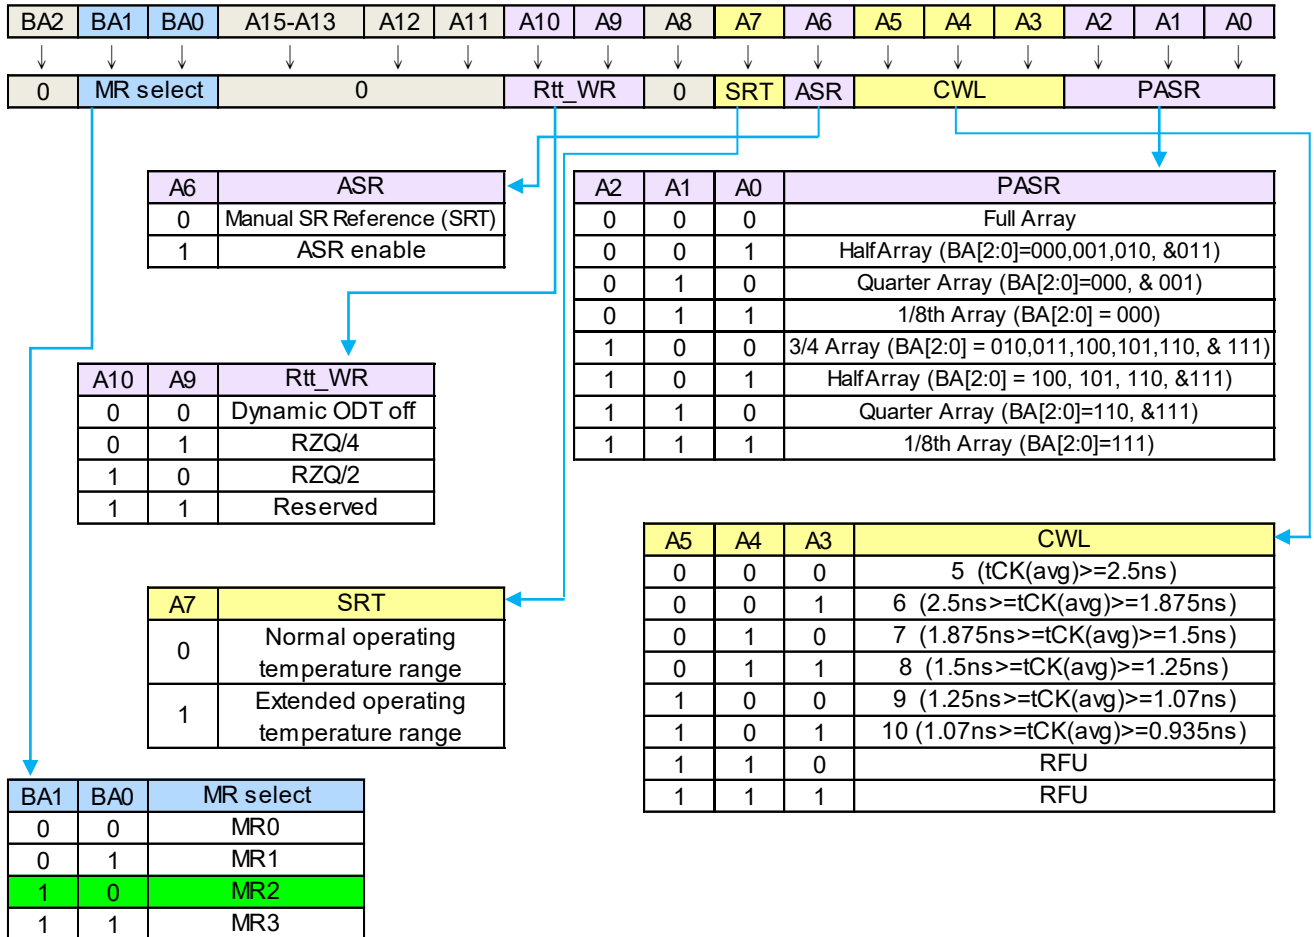 BA2 BA1 BA0 A15-A13 A12 A11 A10 A9 A8 A7 A6 A5 A4 A3 A2 A1 A0
0 MR select 0 Rtt_WR 0 SRT ASR CWL PASR
A6 ASR
0 Manual SR Reference (SRT)
1 ASR enable
A2 A1 A0 PASR
0 0 0 Full Array
0 0 1 HalfArray (BA[2:0]=000,001,010, &011)
0 1 0 Quarter Array (BA[2:0]=000, & 001)
0 1 1 1/8th Array (BA[2:0] = 000)
1 0 0 3/4 Array (BA[2:0] = 010,011,100,101,110, & 111)
1 0 1 HalfArray (BA[2:0] = 100, 101, 110, &111)
1 1 0 Quarter Array (BA[2:0]=110, &111)
1 1 1 1/8th Array (BA[2:0]=111)
A10 A9 Rtt_WR
0 0 Dynamic ODT off
0 1 RZQ/4
1 0 RZQ/2
1 1 Reserved
A5 A4 A3 CWL
0 0 0 5 (tCK(avg)>=2.5ns)
0 0 1 6 (2.5ns>=tCK(avg)>=1.875ns)
0 1 0 7 (1.875ns>=tCK(avg)>=1.5ns)
0 1 1 8 (1.5ns>=tCK(avg)>=1.25ns)
1 0 0 9 (1.25ns>=tCK(avg)>=1.07ns)
1 0 1 10 (1.07ns>=tCK(avg)>=0.935ns)
1 1 0 RFU
1 1 1 RFU
A7 SRT
0 Normal operating
temperature range
1 Extended operating
temperature range
BA1 BA0 MR select
0 0 MR0
0 1 MR1
1 0 MR2
1 1 MR3